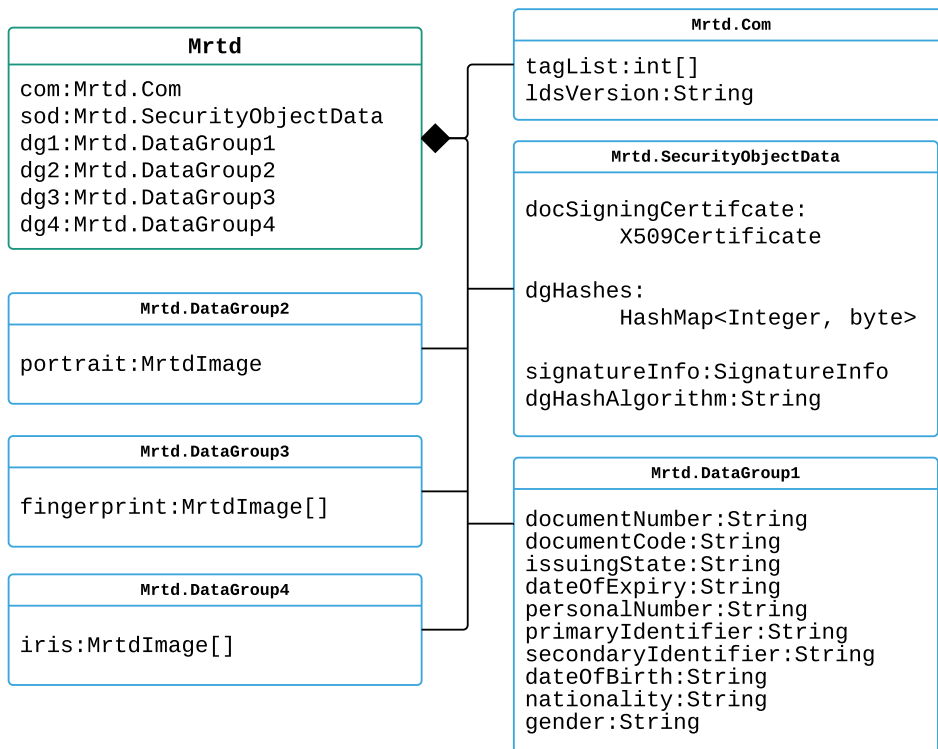 Mrtd
com:Mrtd.Com
sod:Mrtd.SecurityObjectData
dg1:Mrtd.DataGroup1
dg2:Mrtd.DataGroup2
dg3:Mrtd.DataGroup3
dg4:Mrtd.DataGroup4
Mrtd.DataGroup2
portrait:MrtdImage
Mrtd.DataGroup3
fingerprint:MrtdImage[]
Mrtd.DataGroup4
iris:MrtdImage[]
Mrtd.Com
tagList:int[]
ldsVersion:String
Mrtd.SecurityObjectData
docSigningCertifcate:
X509Certificate
dgHashes:
HashMap<Integer, byte>
signatureInfo:SignatureInfo
dgHashAlgorithm:String
Mrtd.DataGroup1
documentNumber:String
documentCode:String
issuingState:String
dateOfExpiry:String
personalNumber:String
primaryIdentifier:String
secondaryIdentifier:String
dateOfBirth:String
nationality:String
gender:String